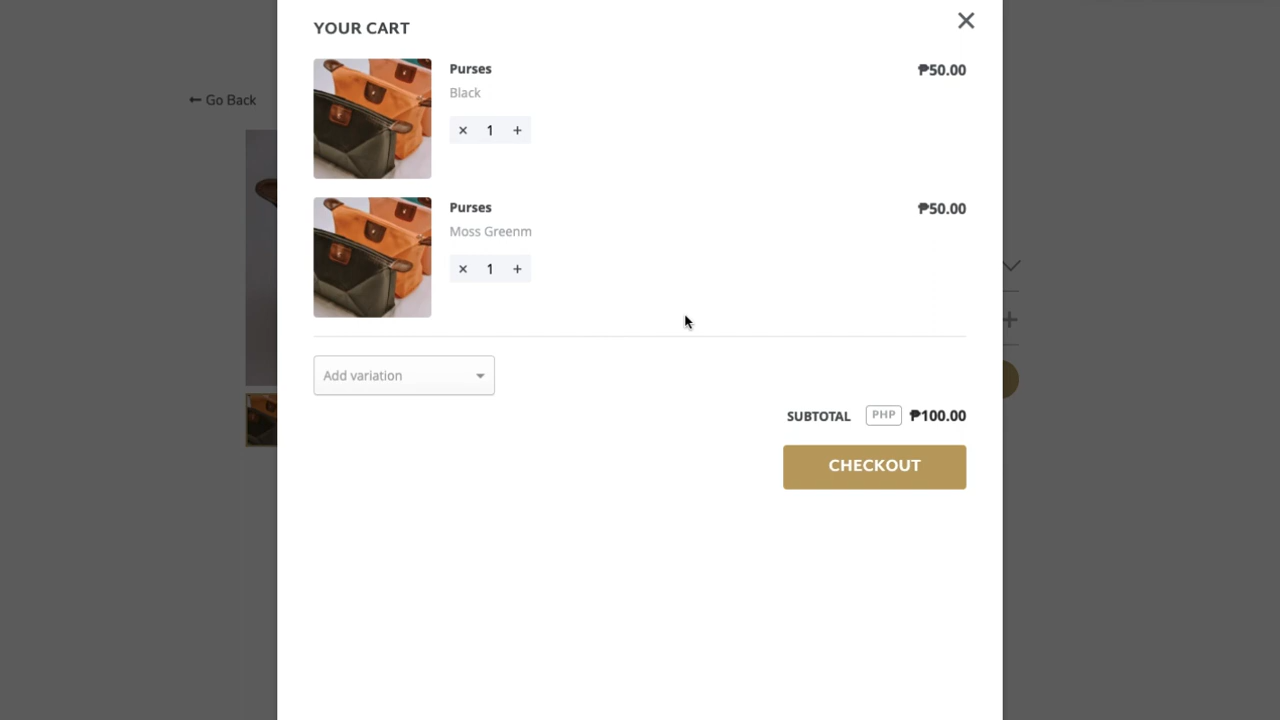 YOUR CART
← Go Back
Purses
₱50.00
Black
× 1 +
Purses
₱50.00
Moss Greenm
× 1 +
Add variation
SUBTOTAL PHP ₱100.00
CHECKOUT